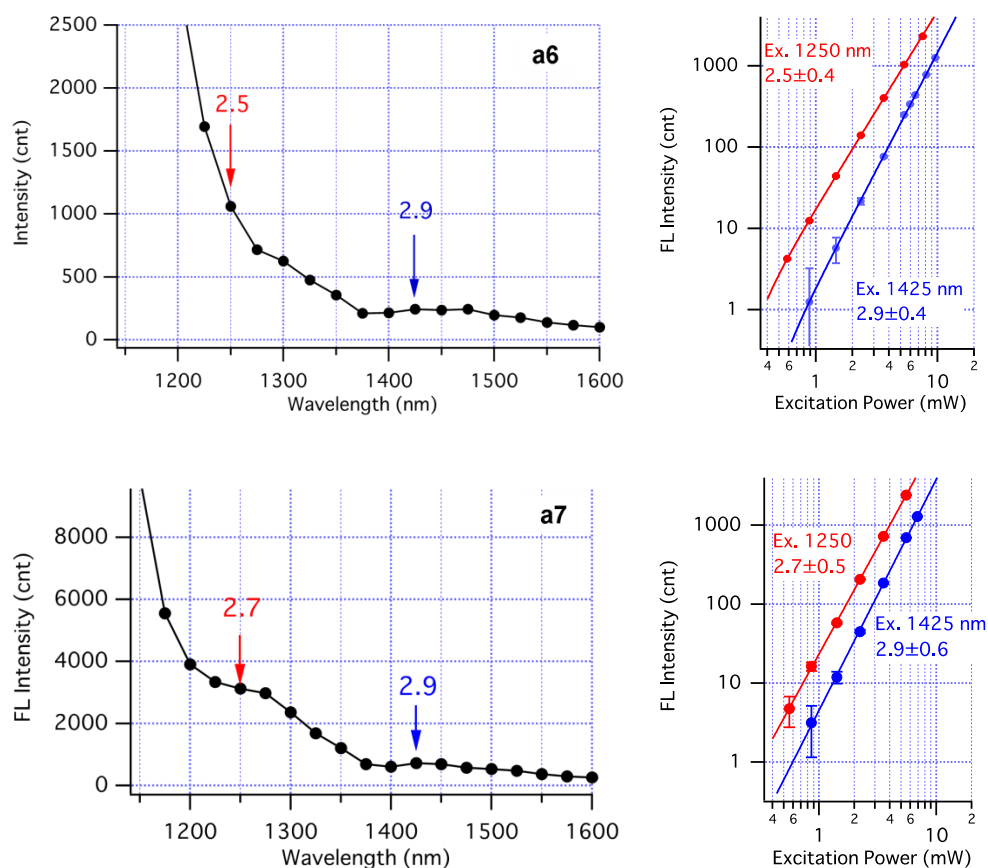 2500
2000
1500
1000
500
0
Intensity (cnt)
a6
2.5
2.9
1200 1300 1400 1500 1600
Wavelength (nm)
1000
100
10
1
FL Intensity (cnt)
Ex. 1250 nm
2.5±0.4
Ex. 1425 nm
2.9±0.4
4 6 2 4 6 2
1 10
Excitation Power (mW)
8000
6000
4000
2000
0
FL Intensity (cnt)
a7
2.7
2.9
1200 1300 1400 1500 1600
Wavelength (nm)
1000
100
10
1
FL Intensity (cnt)
Ex. 1250
2.7±0.5
Ex. 1425 nm
2.9±0.6
4 6 2 4 6 2
1 10
Excitation Power (mW)